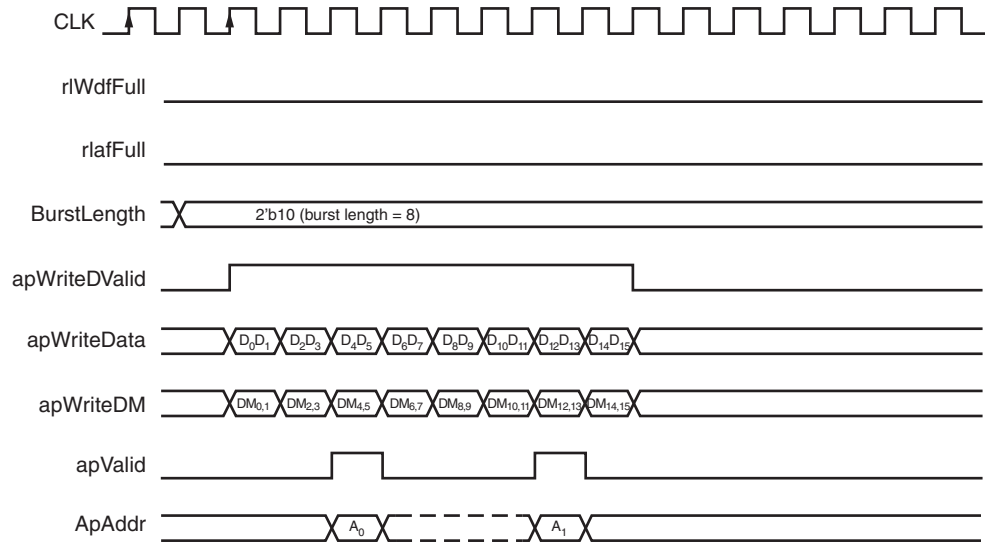 CLK
rlWdfFull
rlafFull
BurstLength 2'b10 (burst length = 8)
apWriteDValid
apWriteData D₀D₁ D₂D₃ D₄D₅ D₆D₇ D₈D₉ D₁₀D₁₁ D₁₂D₁₃ D₁₄D₁₅
apWriteDM DM₀,₁ DM₂,₃ DM₄,₅ DM₆,₇ DM₈,₉ DM₁₀,₁₁ DM₁₂,₁₃ DM₁₄,₁₅
apValid
ApAddr A₀ A₁